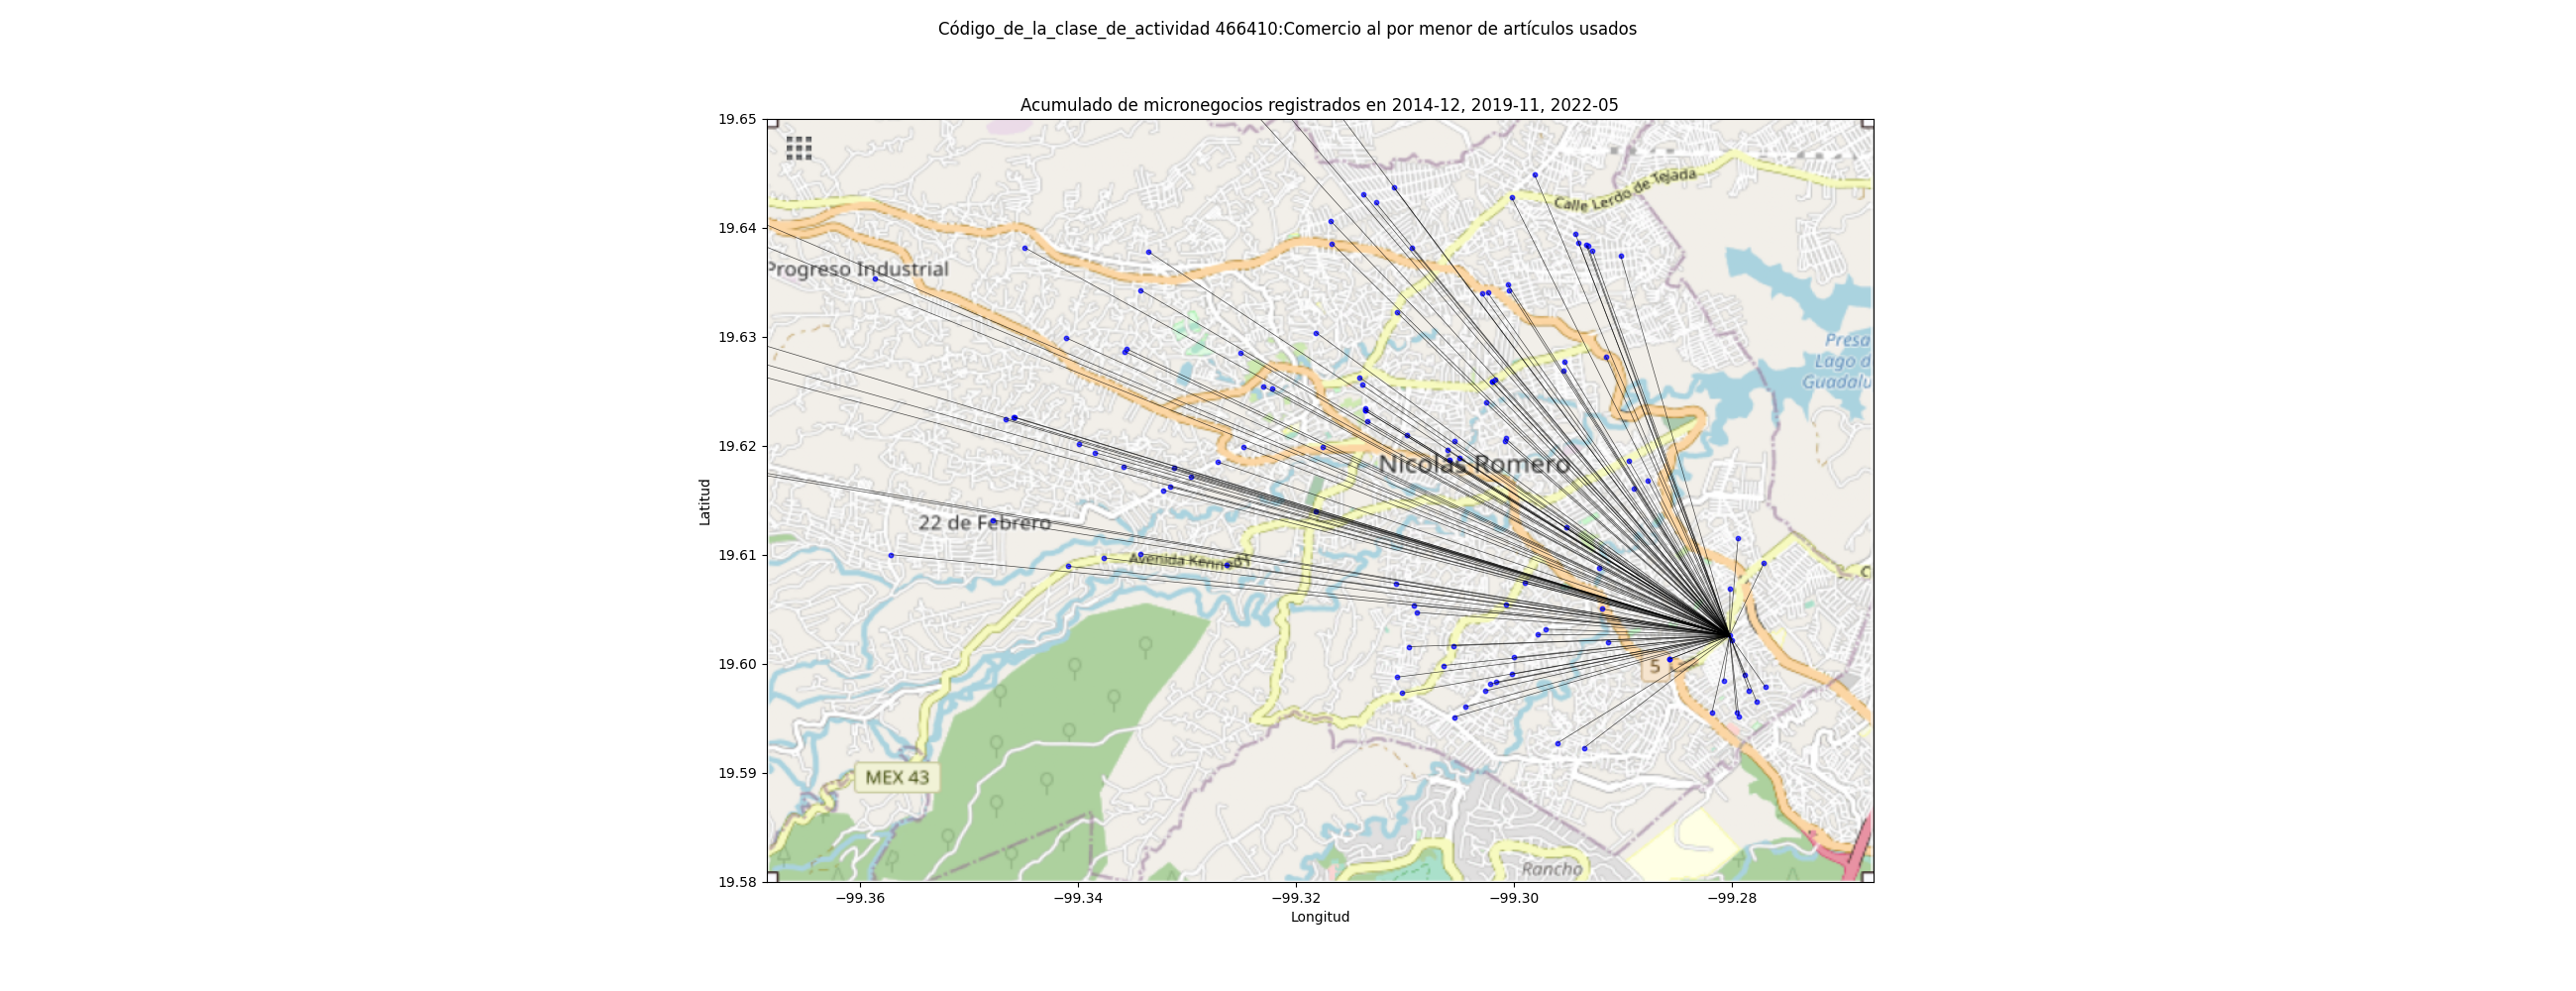 Código_de_la_clase_de_actividad 466410:Comercio al por menor de artículos usados
Acumulado de micronegocios registrados en 2014-12, 2019-11, 2022-05
19.65
19.64
19.63
19.62
19.61
19.60
19.59
19.58
Latitud
Calle Lerdo de Tejada
Progreso Industrial
Presa
Lago d
Guadalu
Nicolás Romero
22 de Febrero
Avenida Kennedy
C
5
MEX 43
Rancho
−99.36
−99.34
−99.32
−99.30
−99.28
Longitud